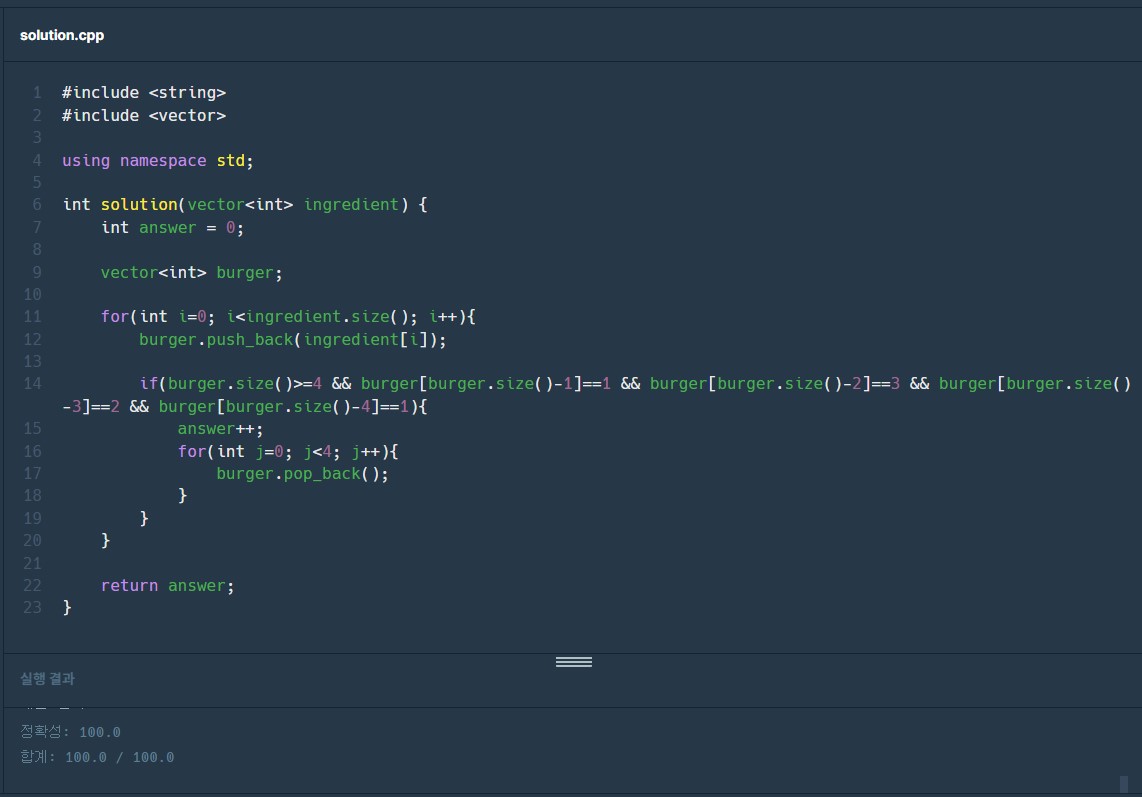 solution.cpp
1 #include <string>
2 #include <vector>
3
4 using namespace std;
5
6 int solution(vector<int> ingredient) {
7     int answer = 0;
8
9     vector<int> burger;
10
11     for(int i=0; i<ingredient.size(); i++){
12         burger.push_back(ingredient[i]);
13
14         if(burger.size()>=4 && burger[burger.size()-1]==1 && burger[burger.size()-2]==3 && burger[burger.size()
-3]==2 && burger[burger.size()-4]==1){
15             answer++;
16             for(int j=0; j<4; j++){
17                 burger.pop_back();
18             }
19         }
20     }
21
22     return answer;
23 }
실행 결과
정확성: 100.0
합계: 100.0 / 100.0